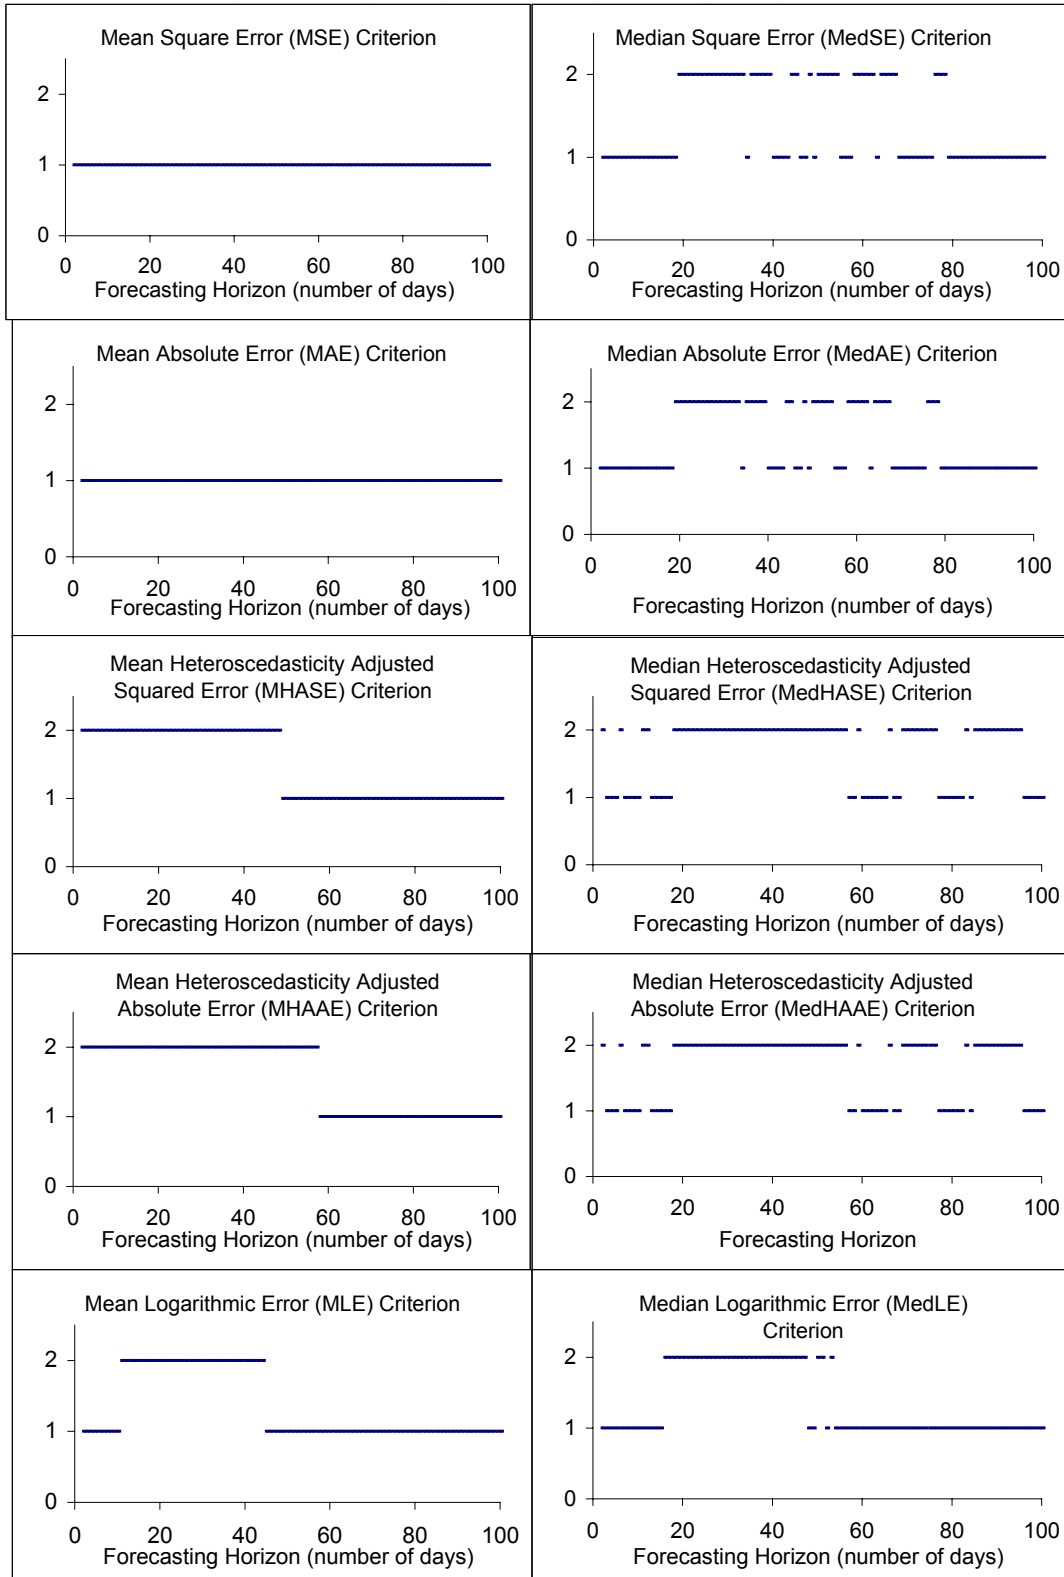 Mean Square Error (MSE) Criterion
2
1
0
0 20 40 60 80 100
Forecasting Horizon (number of days)
Median Square Error (MedSE) Criterion
2
1
0
0 20 40 60 80 100
Forecasting Horizon (number of days)
Mean Absolute Error (MAE) Criterion
2
1
0
0 20 40 60 80 100
Forecasting Horizon (number of days)
Median Absolute Error (MedAE) Criterion
2
1
0
0 20 40 60 80 100
Forecasting Horizon (number of days)
Mean Heteroscedasticity Adjusted
Squared Error (MHASE) Criterion
2
1
0
0 20 40 60 80 100
Forecasting Horizon (number of days)
Median Heteroscedasticity Adjusted
Squared Error (MedHASE) Criterion
2
1
0
0 20 40 60 80 100
Forecasting Horizon (number of days)
Mean Heteroscedasticity Adjusted
Absolute Error (MHAAE) Criterion
2
1
0
0 20 40 60 80 100
Forecasting Horizon (number of days)
Median Heteroscedasticity Adjusted
Absolute Error (MedHAAE) Criterion
2
1
0
0 20 40 60 80 100
Forecasting Horizon
Mean Logarithmic Error (MLE) Criterion
2
1
0
0 20 40 60 80 100
Forecasting Horizon (number of days)
Median Logarithmic Error (MedLE)
Criterion
2
1
0
0 20 40 60 80 100
Forecasting Horizon (number of days)